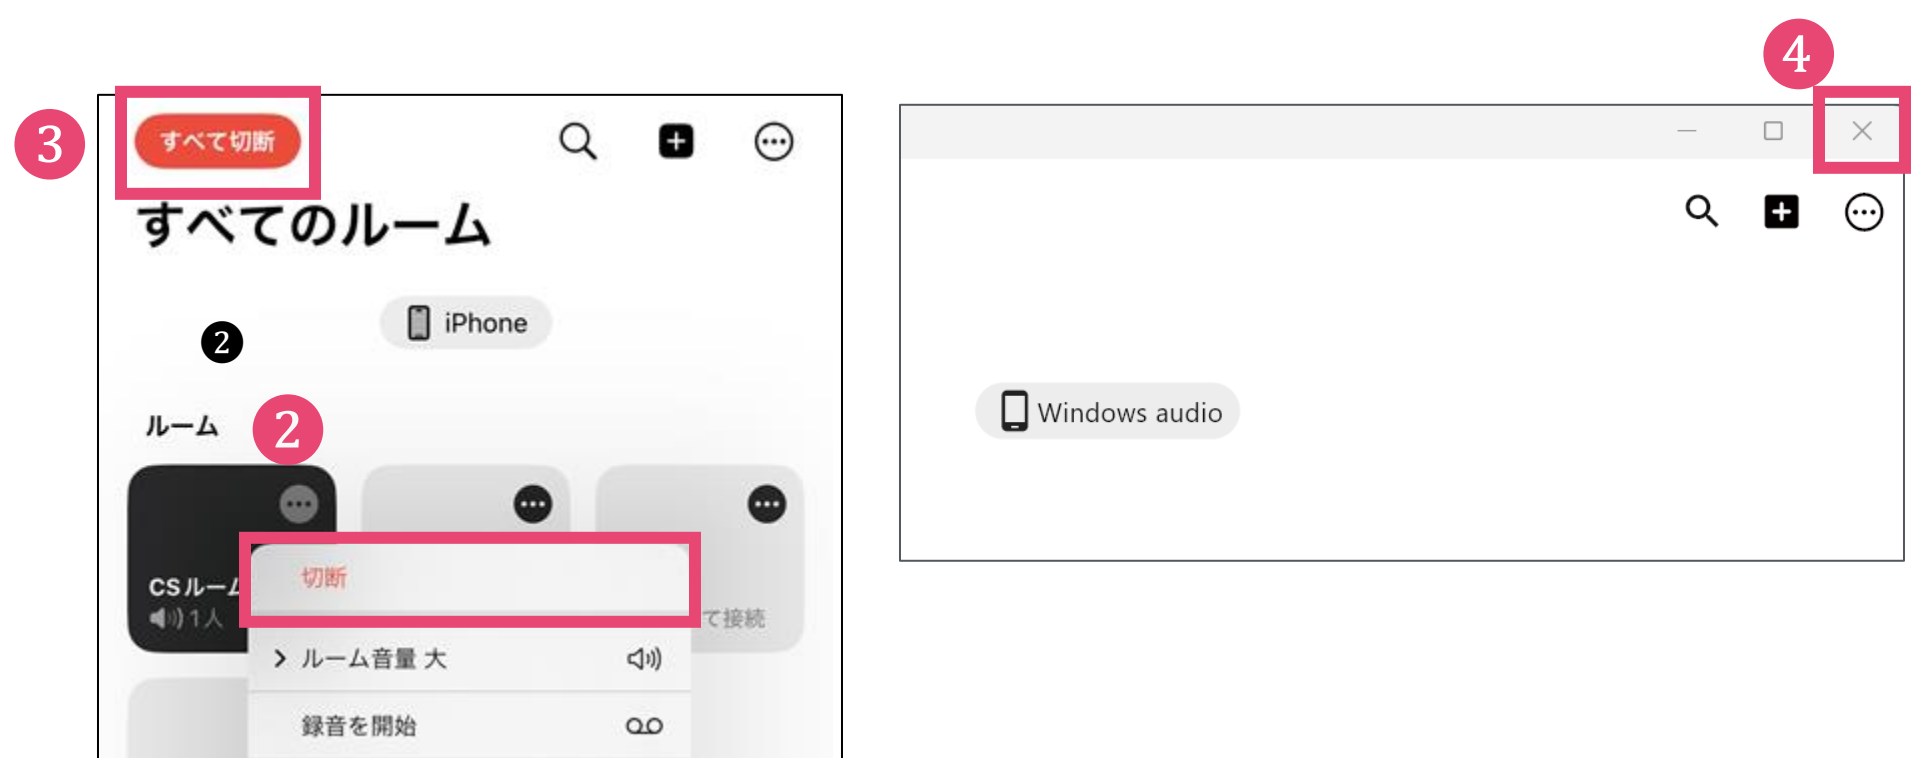 4
3
すべて切断
すべてのルーム
iPhone
2
ルーム
2
CSルーム
1人
切断
て接続
ルーム音量 大
録音を開始
Windows audio